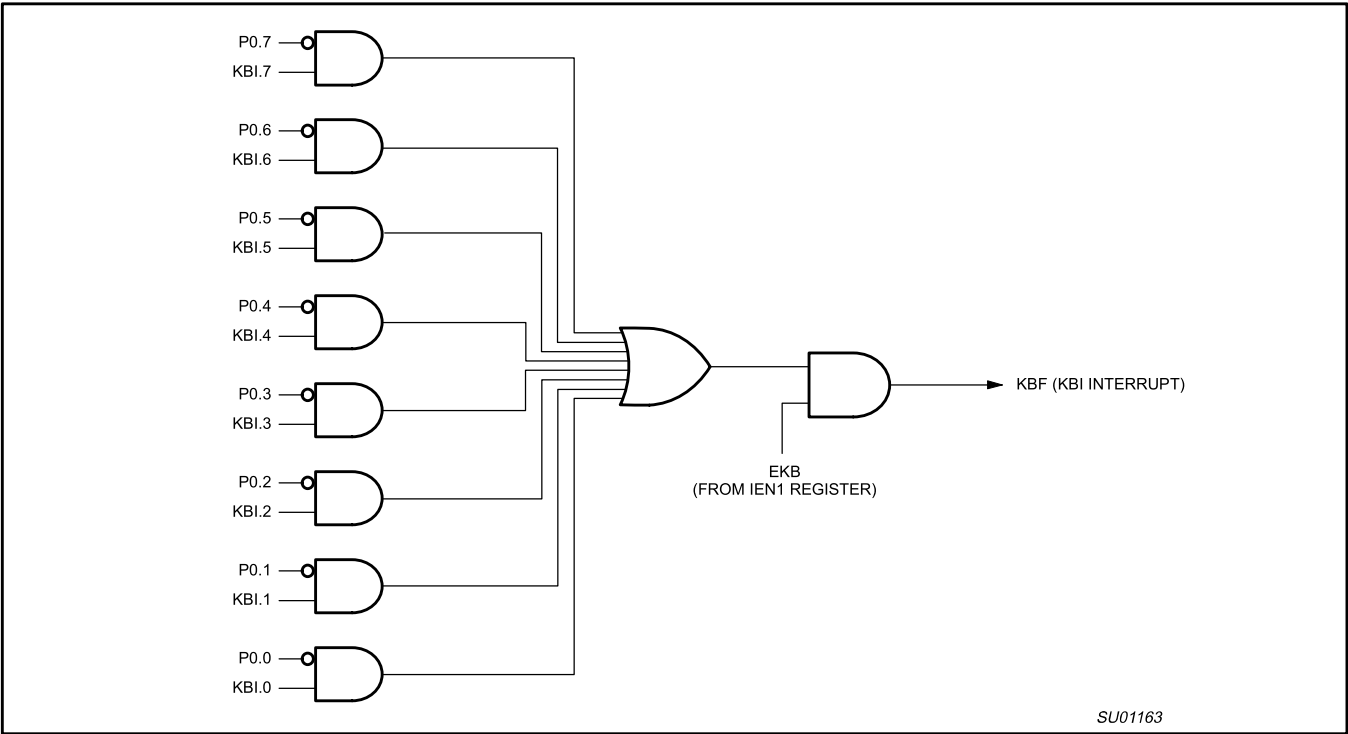 P0.7
KBI.7
P0.6
KBI.6
P0.5
KBI.5
P0.4
KBI.4
P0.3
KBI.3
P0.2
KBI.2
P0.1
KBI.1
P0.0
KBI.0
EKB
(FROM IEN1 REGISTER)
KBF (KBI INTERRUPT)
SU01163